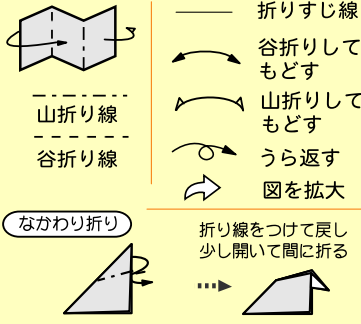 山折り線
谷折り線
折りすじ線
谷折りして
もどす
山折りして
もどす
うら返す
図を拡大
なかわり折り
折り線をつけて戻し
少し開いて間に折る